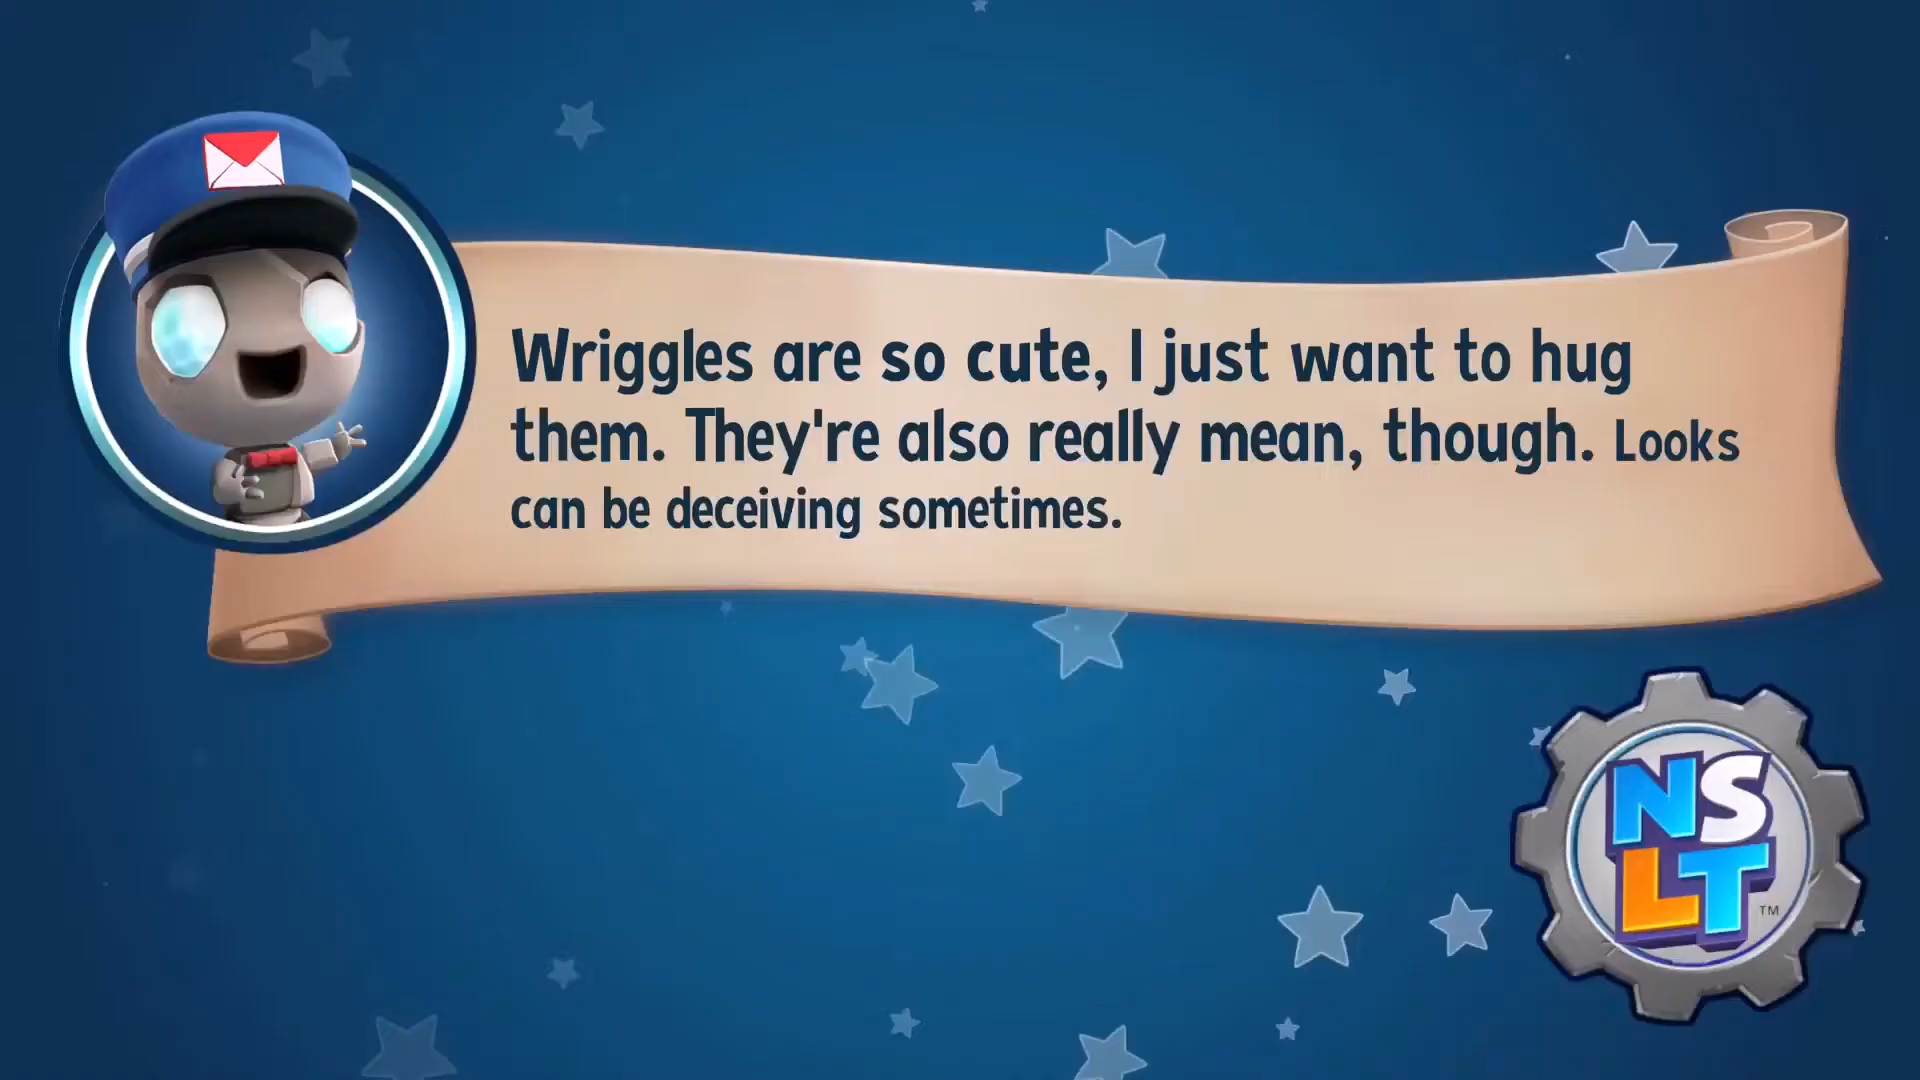 Wriggles are so cute, I just want to hug
them. They're also really mean, though. Looks
can be deceiving sometimes.
NS
LT
TM